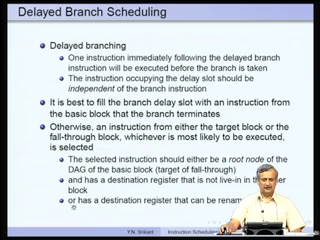 Delayed Branch Scheduling
Delayed branching
One instruction immediately following the delayed branch
instruction will be executed before the branch is taken
The instruction occupying the delay slot should be
independent of the branch instruction
It is best to fill the branch delay slot with an instruction from
the basic block that the branch terminates
Otherwise, an instruction from either the target block or the
fall-through block, whichever is most likely to be executed,
is selected
The selected instruction should either be a root node of the
DAG of the basic block (target of fall-through)
and has a destination register that is not live-in in the
block
or has a destination register that can be
Y.N. Srikant
Instruction